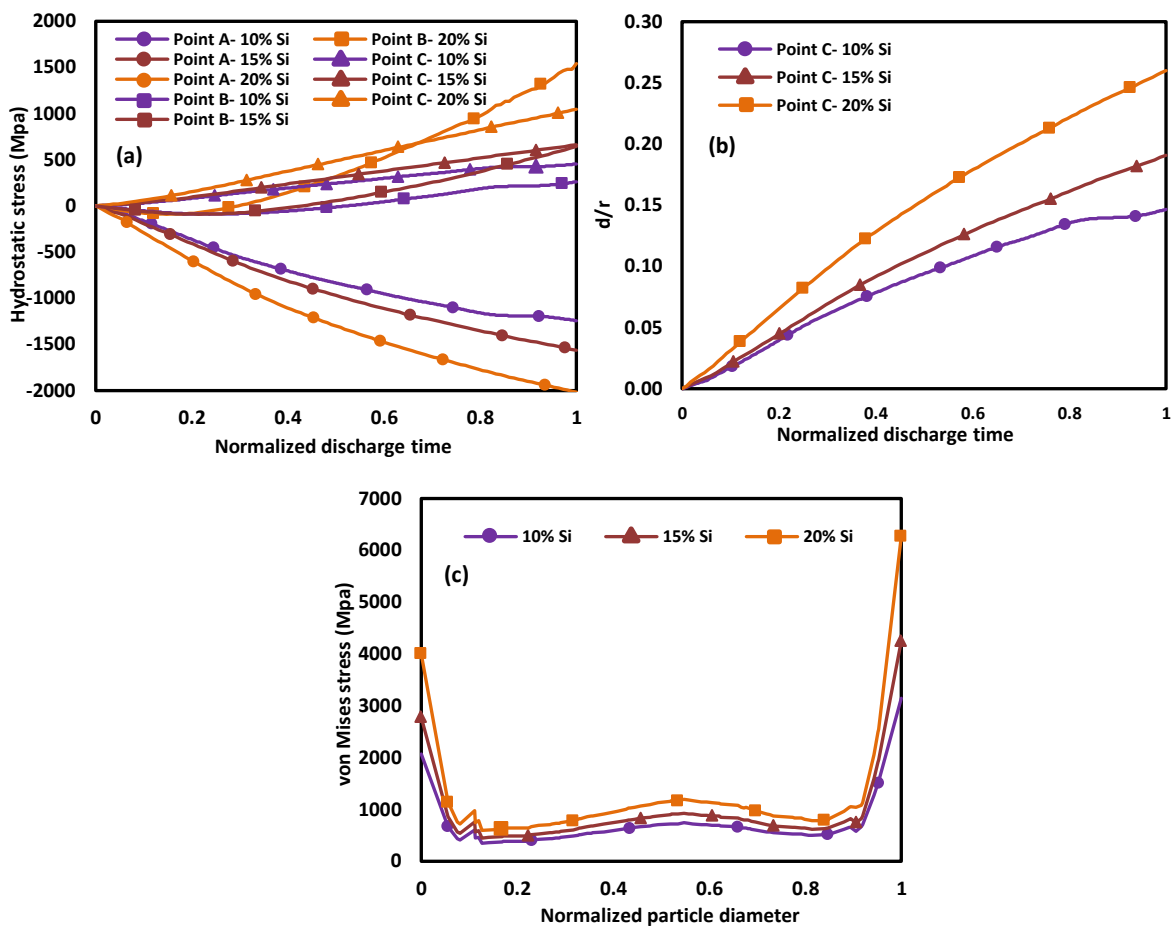 2000
1500
1000
500
0
-500
-1000
-1500
-2000
Hydrostatic stress (Mpa)
Point A- 10% Si
Point A- 15% Si
Point A- 20% Si
Point B- 10% Si
Point B- 15% Si
Point B- 20% Si
Point C- 10% Si
Point C- 15% Si
Point C- 20% Si
(a)
0 0.2 0.4 0.6 0.8 1
Normalized discharge time
0.30
0.25
0.20
0.15
0.10
0.05
0.00
d/r
Point C- 10% Si
Point C- 15% Si
Point C- 20% Si
(b)
0 0.2 0.4 0.6 0.8 1
Normalized discharge time
7000
6000
5000
4000
3000
2000
1000
0
von Mises stress (Mpa)
10% Si 15% Si 20% Si
(c)
0 0.2 0.4 0.6 0.8 1
Normalized particle diameter